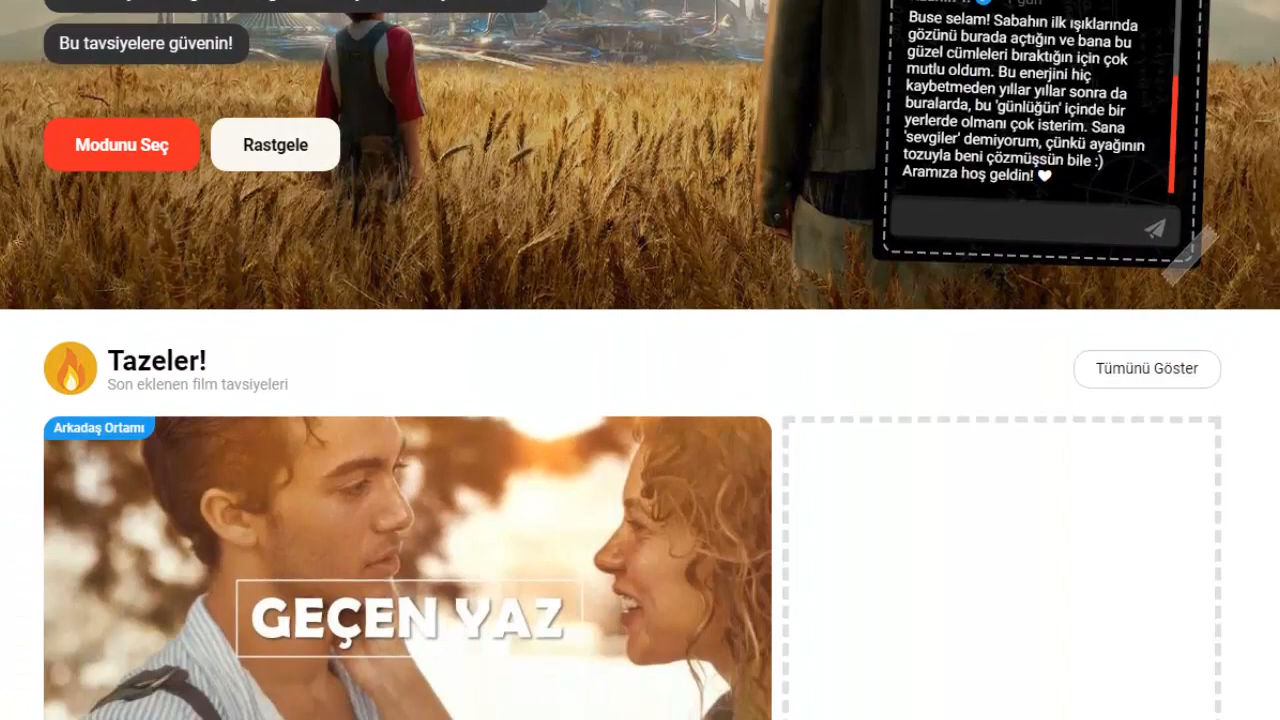 Bu tavsiyelere güvenin!
Modunu Seç
Rastgele
Buse selam! Sabahın ilk ışıklarında
gözünü burada açtığın ve bana bu
güzel cümleleri bıraktığın için çok
mutlu oldum. Bu enerjini hiç
kaybetmeden yıllar yıllar sonra da
buralarda, bu 'günlüğün' içinde bir
yerlerde olmanı çok isterim. Sana
'sevgiler' demiyorum, çünkü ayağının
tozuyla beni çözmüşsün bile :)
Aramıza hoş geldin! 🤍
Tazeler!
Son eklenen film tavsiyeleri
Tümünü Göster
Arkadaş Ortamı
GEÇEN YAZ